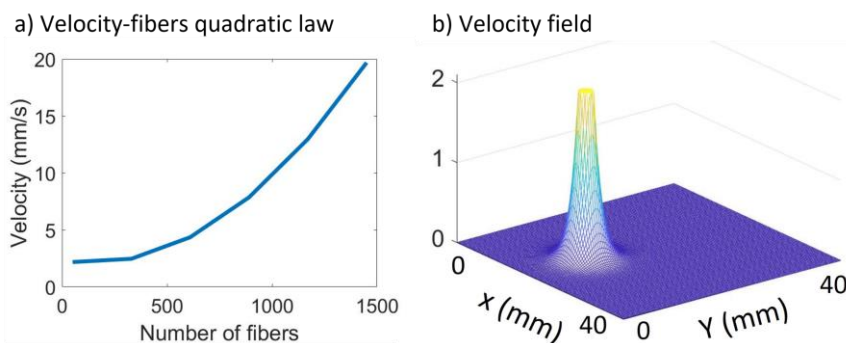 a) Velocity-fibers quadratic law
b) Velocity field
Velocity (mm/s)
20
15
10
5
0
0 500 1000 1500
Number of fibers
2
1
0
0
x (mm)
40
0
Y (mm)
40